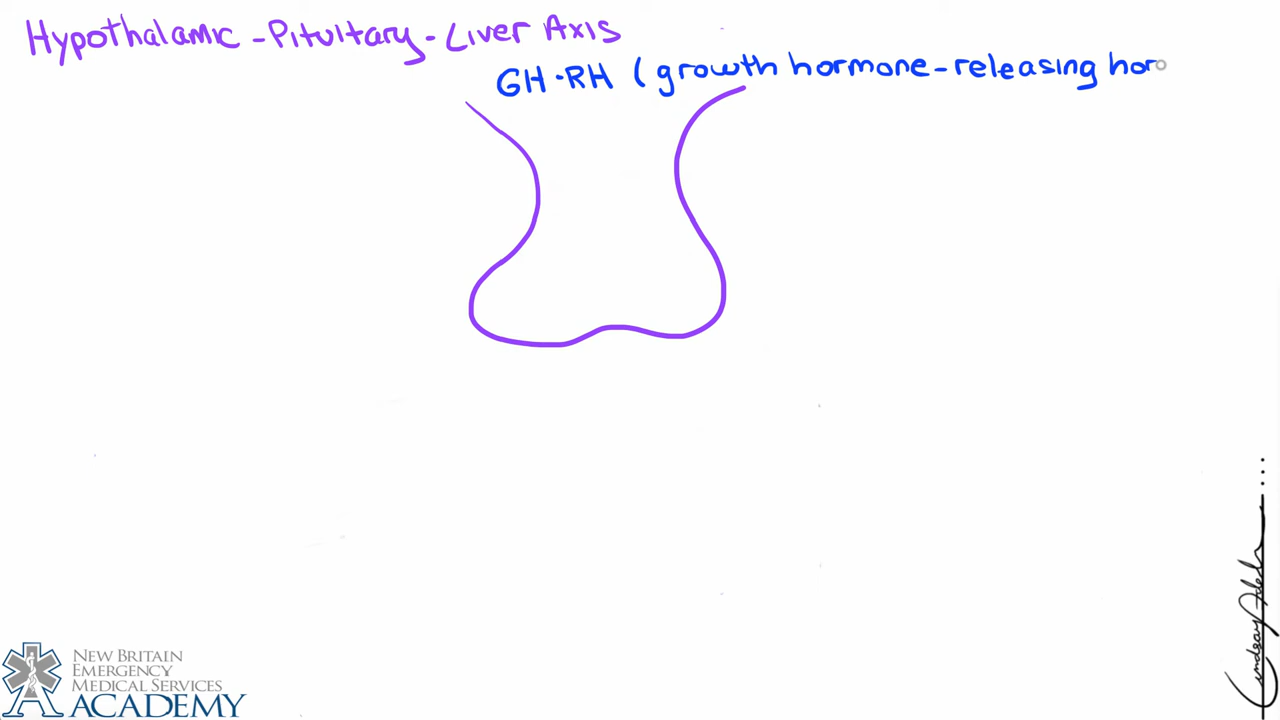 Hypothalamic - Pituitary - Liver Axis
GH-RH (growth hormone-releasing hor
NEW BRITAIN
EMERGENCY
MEDICAL SERVICES
ACADEMY